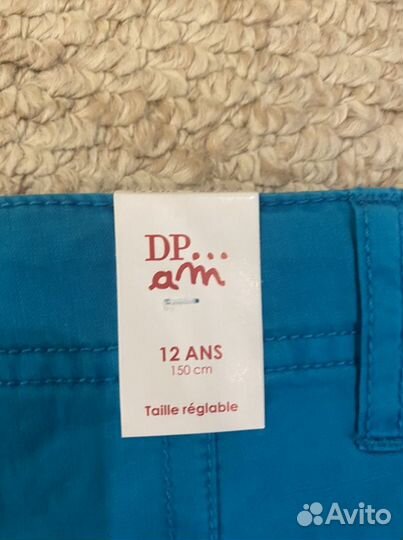 DP...
am
12 ANS
150 cm
Taille réglable
Avito